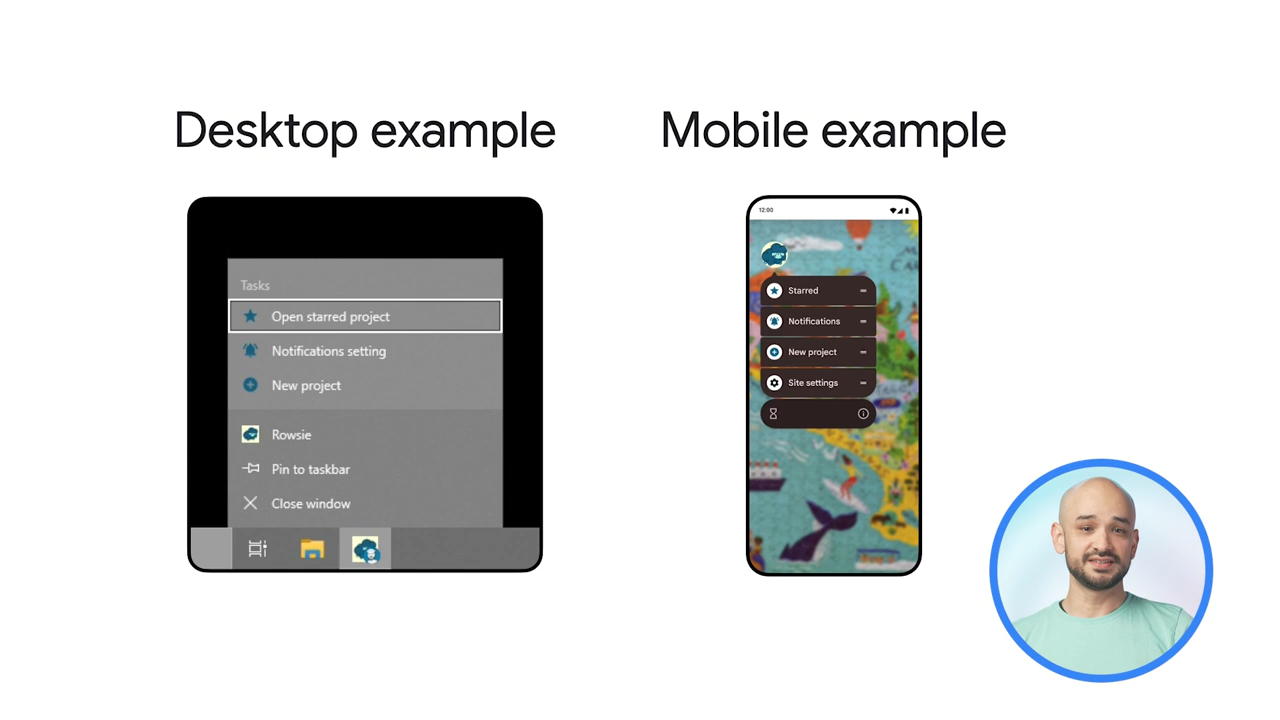 Desktop example
Mobile example
Tasks
Open starred project
Notifications setting
New project
Rowsie
Pin to taskbar
Close window
12:00
Starred
Notifications
New project
Site settings